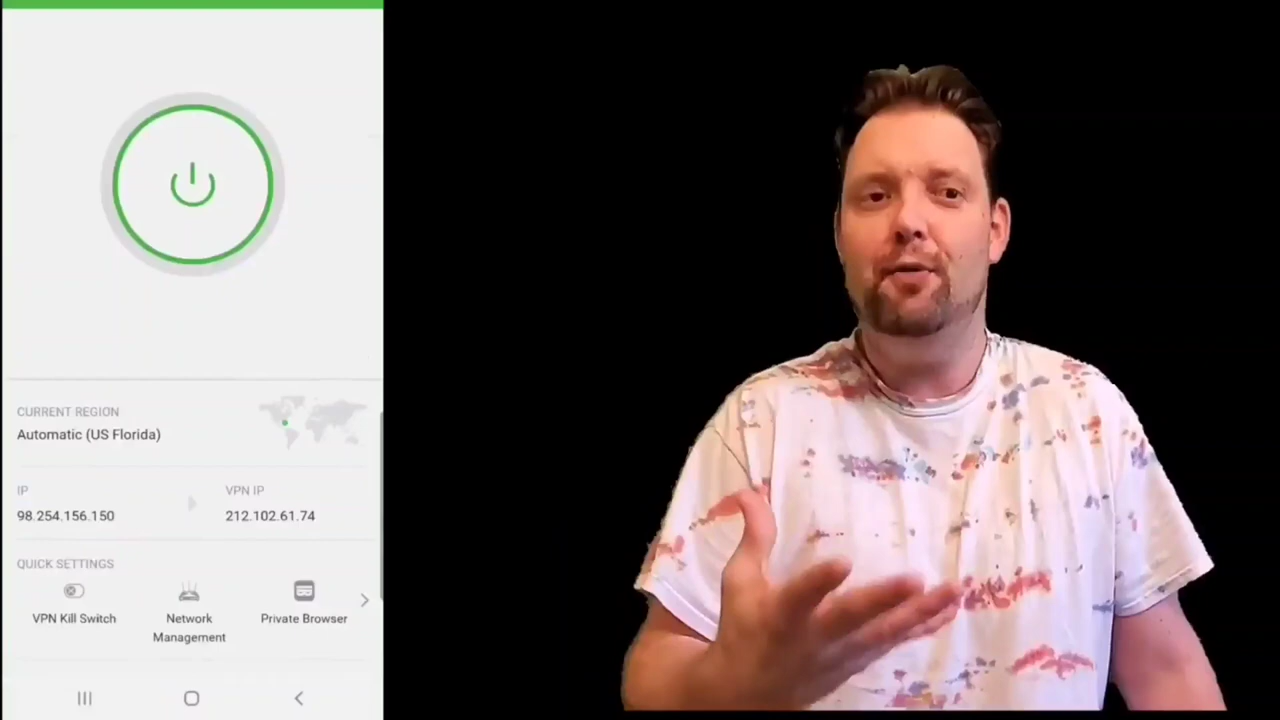 CURRENT REGION
Automatic (US Florida)
IP
VPN IP
98.254.156.150
212.102.61.74
QUICK SETTINGS
VPN Kill Switch
Network
Management
Private Browser